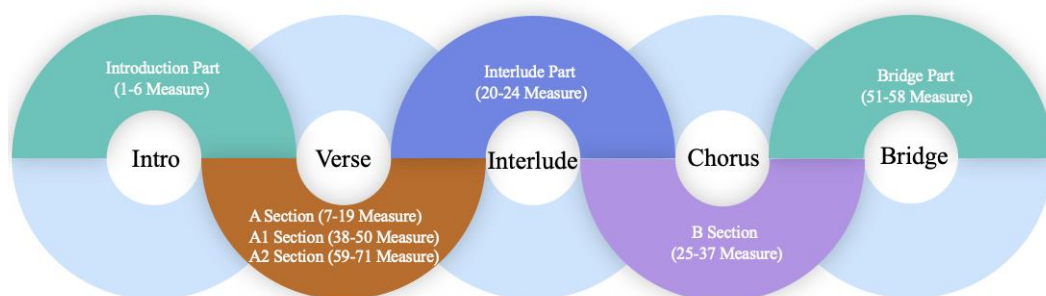 Introduction Part
(1-6 Measure)
Intro
Verse
A Section (7-19 Measure)
A1 Section (38-50 Measure)
A2 Section (59-71 Measure)
Interlude Part
(20-24 Measure)
Interlude
Chorus
B Section
(25-37 Measure)
Bridge Part
(51-58 Measure)
Bridge